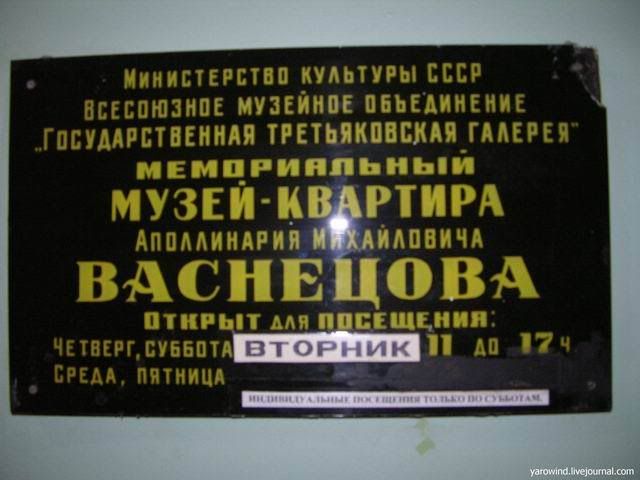 Министерство культуры СССР
Всесоюзное музейное объединение
„Государственная Третьяковская галерея"
МЕМОРИАЛЬНЫЙ
МУЗЕЙ-КВАРТИРА
Аполлинария Михайловича
ВАСНЕЦОВА
ОТКРЫТ ДЛЯ ПОСЕЩЕНИЯ:
Четверг, суббота ВТОРНИК 11 до 17 ч
Среда, пятница
ИНДИВИДУАЛЬНЫЕ ПОСЕЩЕНИЯ ТОЛЬКО ПО СУББОТАМ.
yarowind.livejournal.com